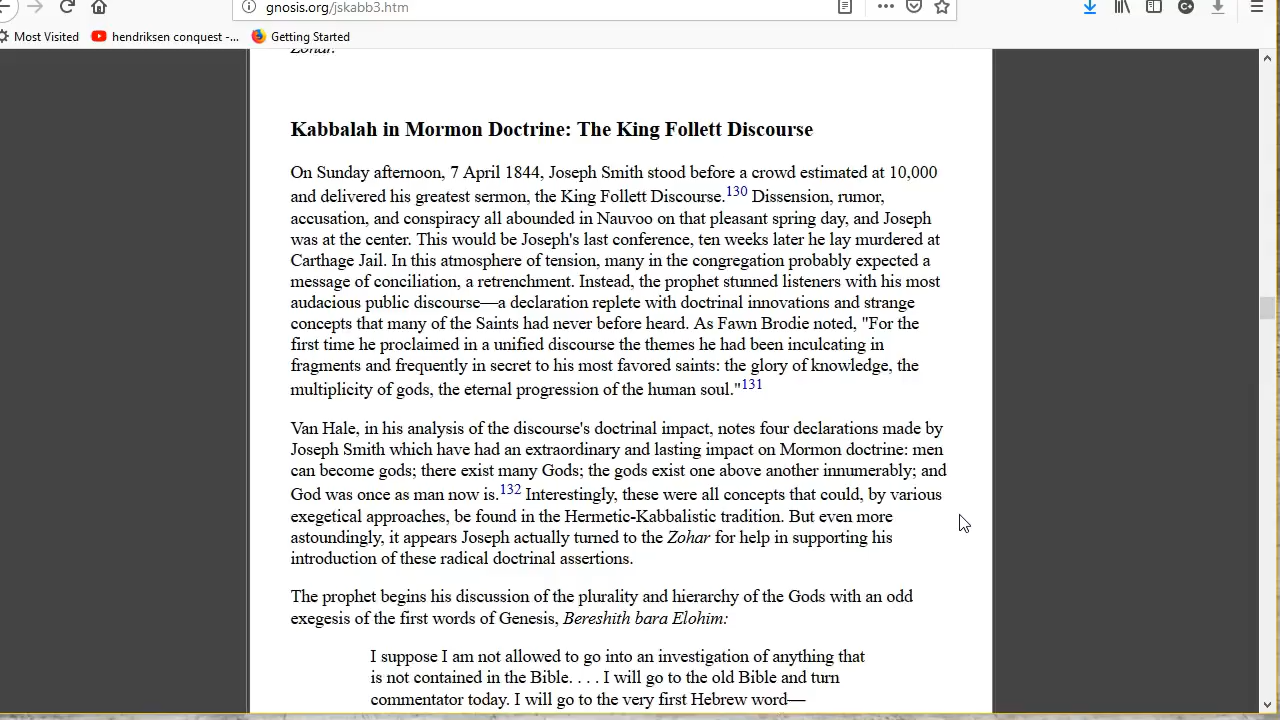 gnosis.org/jskabb3.htm
Most Visited
hendriksen conquest -...
Getting Started
Zohar.
Kabbalah in Mormon Doctrine: The King Follett Discourse
On Sunday afternoon, 7 April 1844, Joseph Smith stood before a crowd estimated at 10,000
and delivered his greatest sermon, the King Follett Discourse.130 Dissension, rumor,
accusation, and conspiracy all abounded in Nauvoo on that pleasant spring day, and Joseph
was at the center. This would be Joseph's last conference, ten weeks later he lay murdered at
Carthage Jail. In this atmosphere of tension, many in the congregation probably expected a
message of conciliation, a retrenchment. Instead, the prophet stunned listeners with his most
audacious public discourse—a declaration replete with doctrinal innovations and strange
concepts that many of the Saints had never before heard. As Fawn Brodie noted, "For the
first time he proclaimed in a unified discourse the themes he had been inculcating in
fragments and frequently in secret to his most favored saints: the glory of knowledge, the
multiplicity of gods, the eternal progression of the human soul."131
Van Hale, in his analysis of the discourse's doctrinal impact, notes four declarations made by
Joseph Smith which have had an extraordinary and lasting impact on Mormon doctrine: men
can become gods; there exist many Gods; the gods exist one above another innumerably; and
God was once as man now is.132 Interestingly, these were all concepts that could, by various
exegetical approaches, be found in the Hermetic-Kabbalistic tradition. But even more
astoundingly, it appears Joseph actually turned to the Zohar for help in supporting his
introduction of these radical doctrinal assertions.
The prophet begins his discussion of the plurality and hierarchy of the Gods with an odd
exegesis of the first words of Genesis, Bereshith bara Elohim:
I suppose I am not allowed to go into an investigation of anything that
is not contained in the Bible. . . . I will go to the old Bible and turn
commentator today. I will go to the very first Hebrew word—